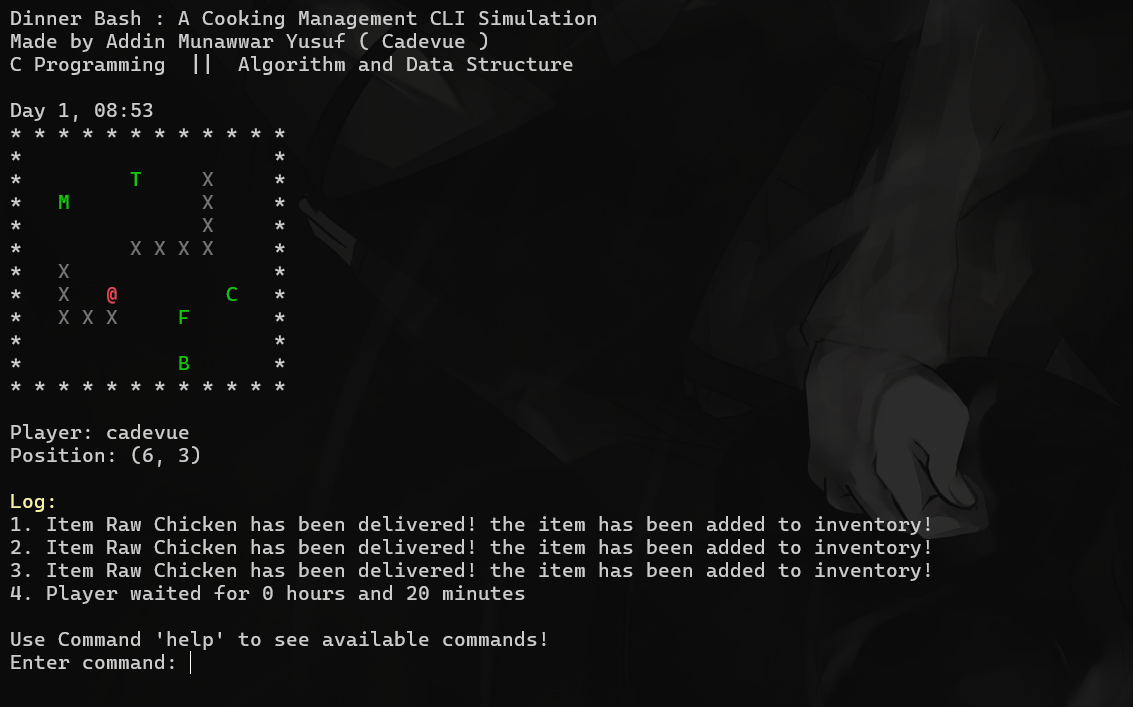 Dinner Bash : A Cooking Management CLI Simulation
Made by Addin Munawwar Yusuf ( Cadevue )
C Programming  ||  Algorithm and Data Structure

Day 1, 08:53
* * * * * * * * * * * *
*                     *
*         T     X     *
*   M           X     *
*               X     *
*         X X X X     *
*   X                 *
*   X   @         C   *
*   X X X     F       *
*                     *
*             B       *
* * * * * * * * * * * *

Player: cadevue
Position: (6, 3)

Log:
1. Item Raw Chicken has been delivered! the item has been added to inventory!
2. Item Raw Chicken has been delivered! the item has been added to inventory!
3. Item Raw Chicken has been delivered! the item has been added to inventory!
4. Player waited for 0 hours and 20 minutes

Use Command 'help' to see available commands!
Enter command: